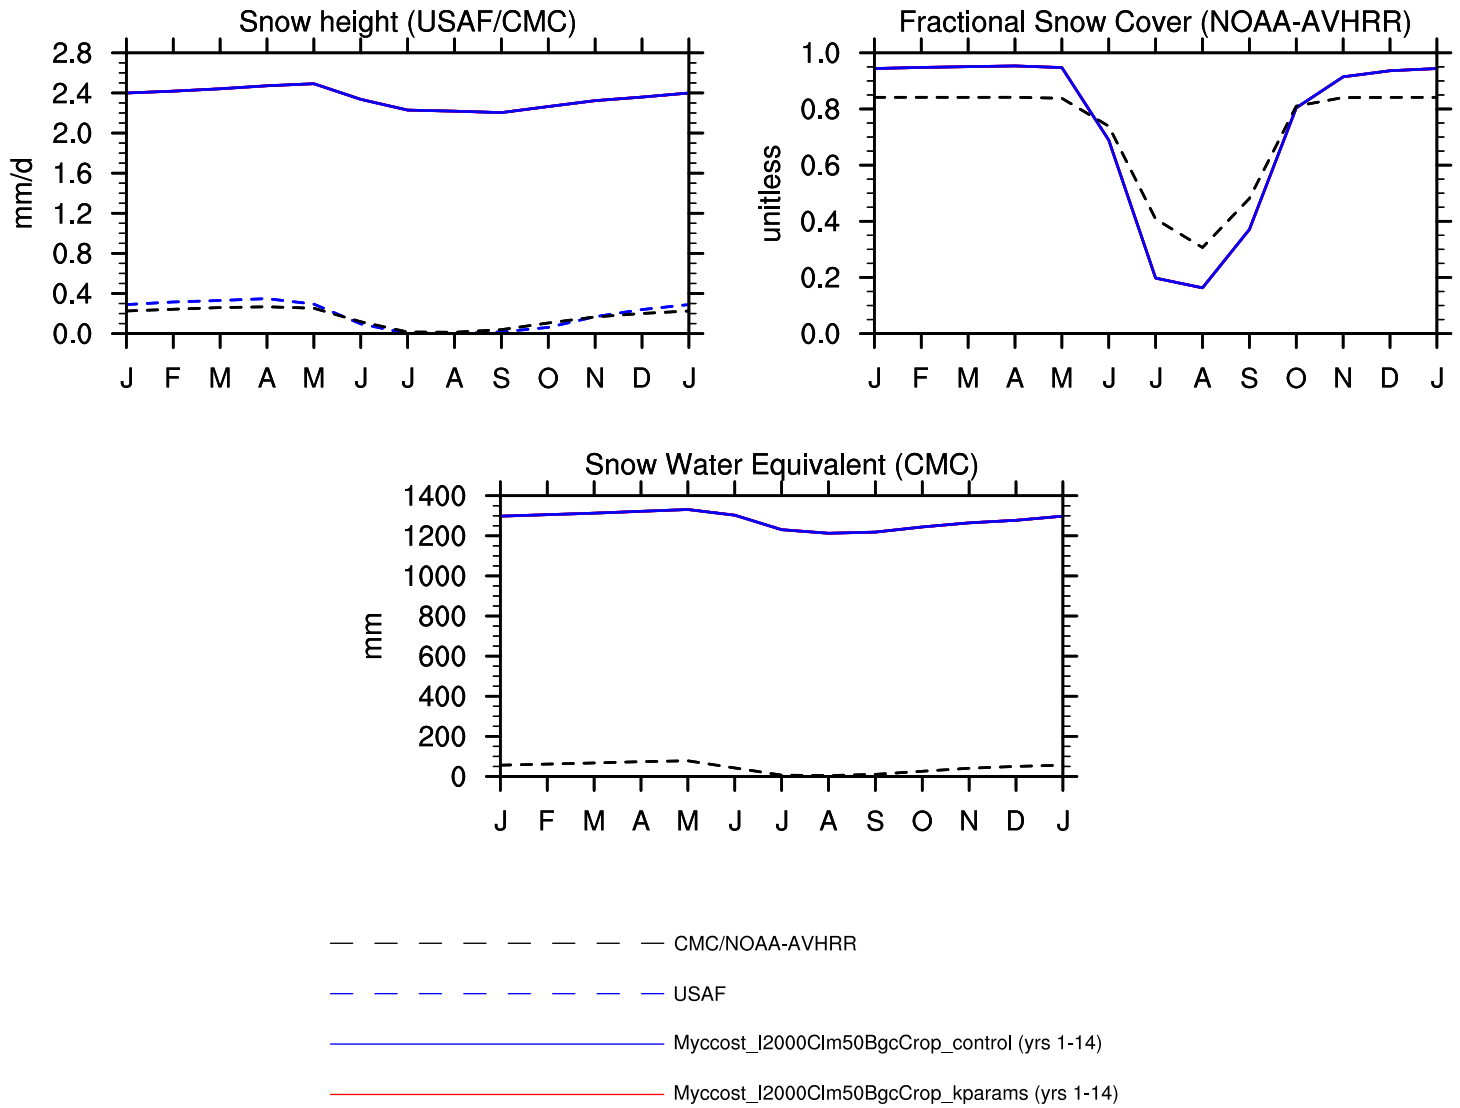 Snow height (USAF/CMC)
mm/d
2.8
2.4
2.0
1.6
1.2
0.8
0.4
0.0
J F M A M J J A S O N D J
Fractional Snow Cover (NOAA-AVHRR)
unitless
1.0
0.8
0.6
0.4
0.2
0.0
J F M A M J J A S O N D J
Snow Water Equivalent (CMC)
mm
1400
1200
1000
800
600
400
200
0
J F M A M J J A S O N D J
CMC/NOAA-AVHRR
USAF
Myccost_I2000Clm50BgcCrop_control (yrs 1-14)
Myccost_I2000Clm50BgcCrop_kparams (yrs 1-14)